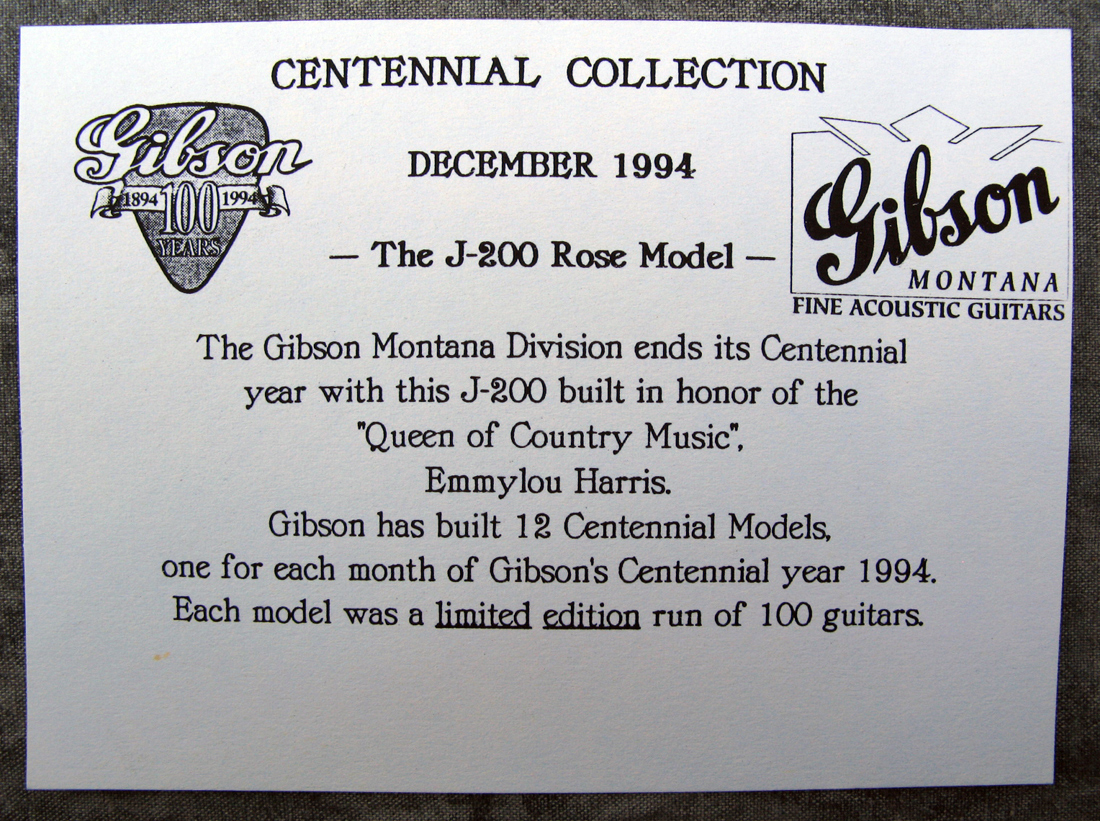 CENTENNIAL COLLECTION
Gibson
1894 100 1994
YEARS
DECEMBER 1994
— The J-200 Rose Model —
Gibson
MONTANA
FINE ACOUSTIC GUITARS
The Gibson Montana Division ends its Centennial
year with this J-200 built in honor of the
"Queen of Country Music",
Emmylou Harris.
Gibson has built 12 Centennial Models,
one for each month of Gibson's Centennial year 1994.
Each model was a limited edition run of 100 guitars.